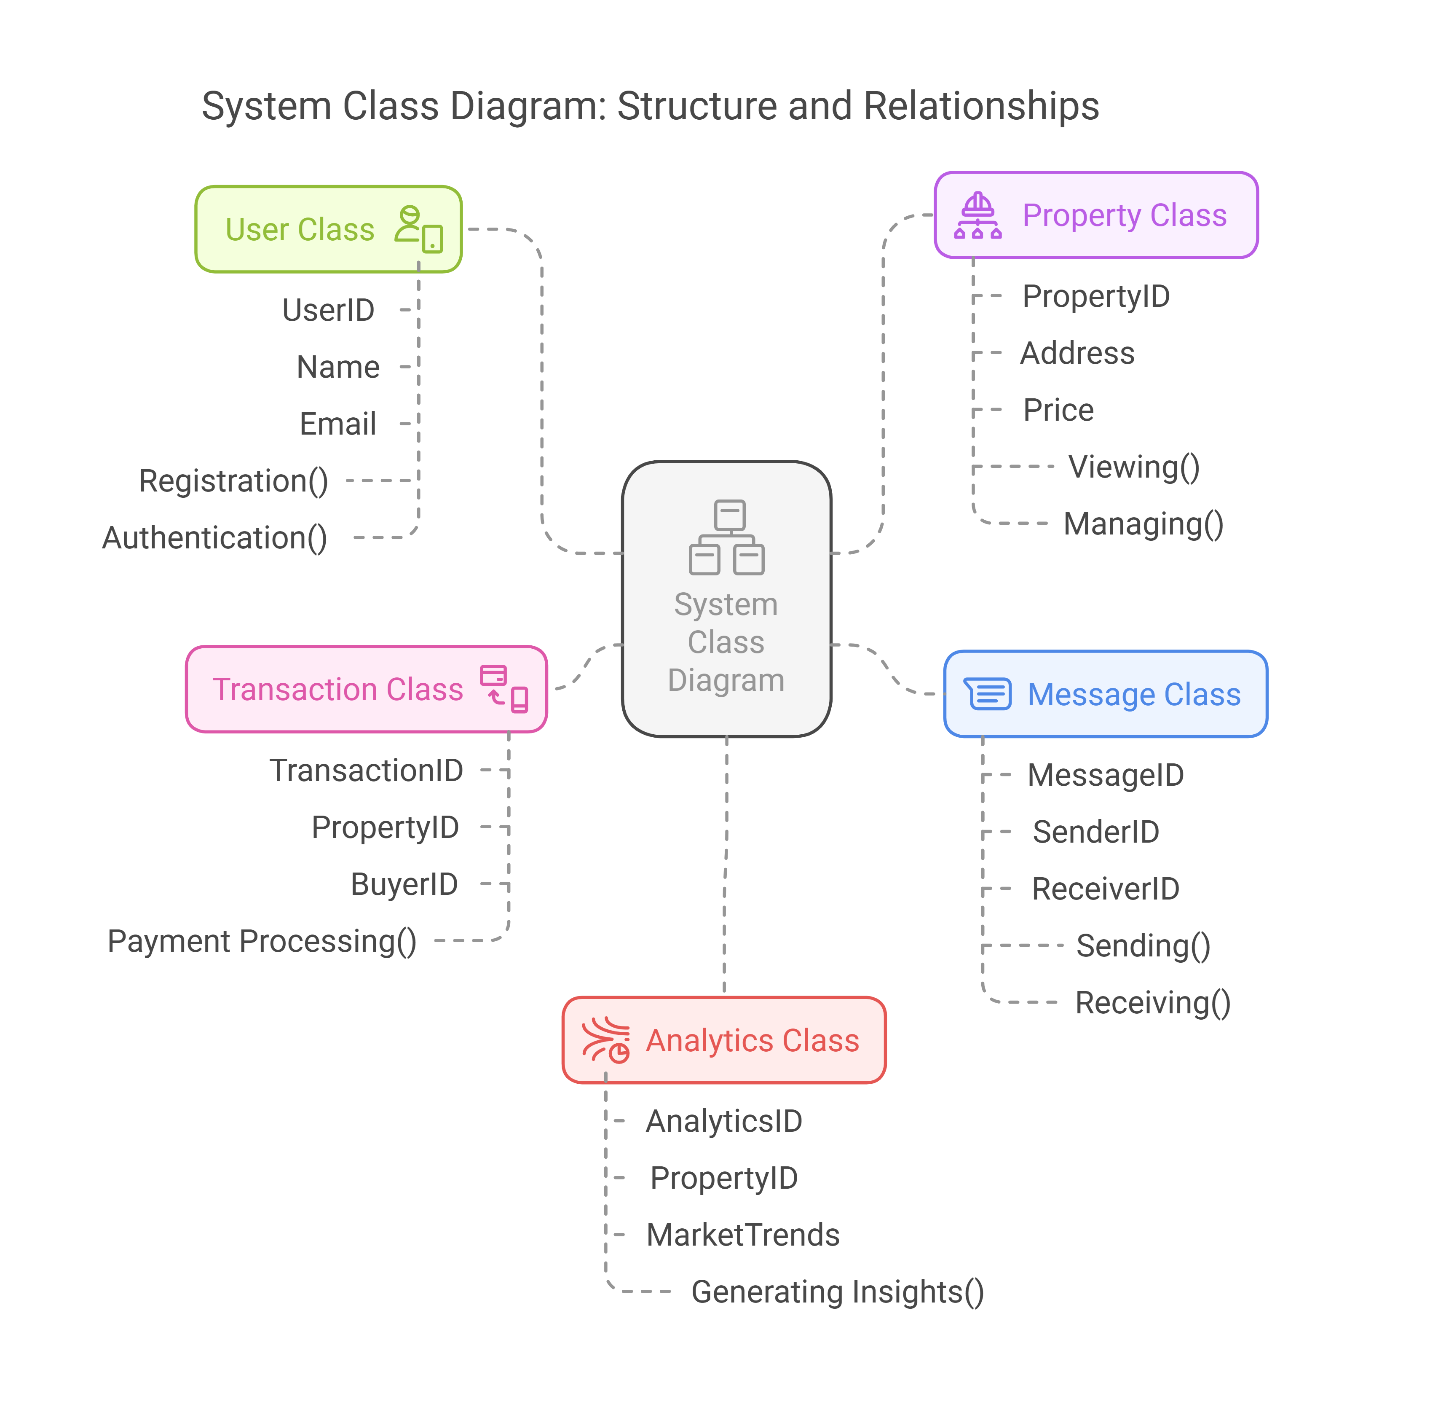 System Class Diagram: Structure and Relationships
User Class
UserID
Name
Email
Registration()
Authentication()
Property Class
PropertyID
Address
Price
Viewing()
Managing()
System
Class
Diagram
Transaction Class
TransactionID
PropertyID
BuyerID
Payment Processing()
Message Class
MessageID
SenderID
ReceiverID
Sending()
Receiving()
Analytics Class
AnalyticsID
PropertyID
MarketTrends
Generating Insights()